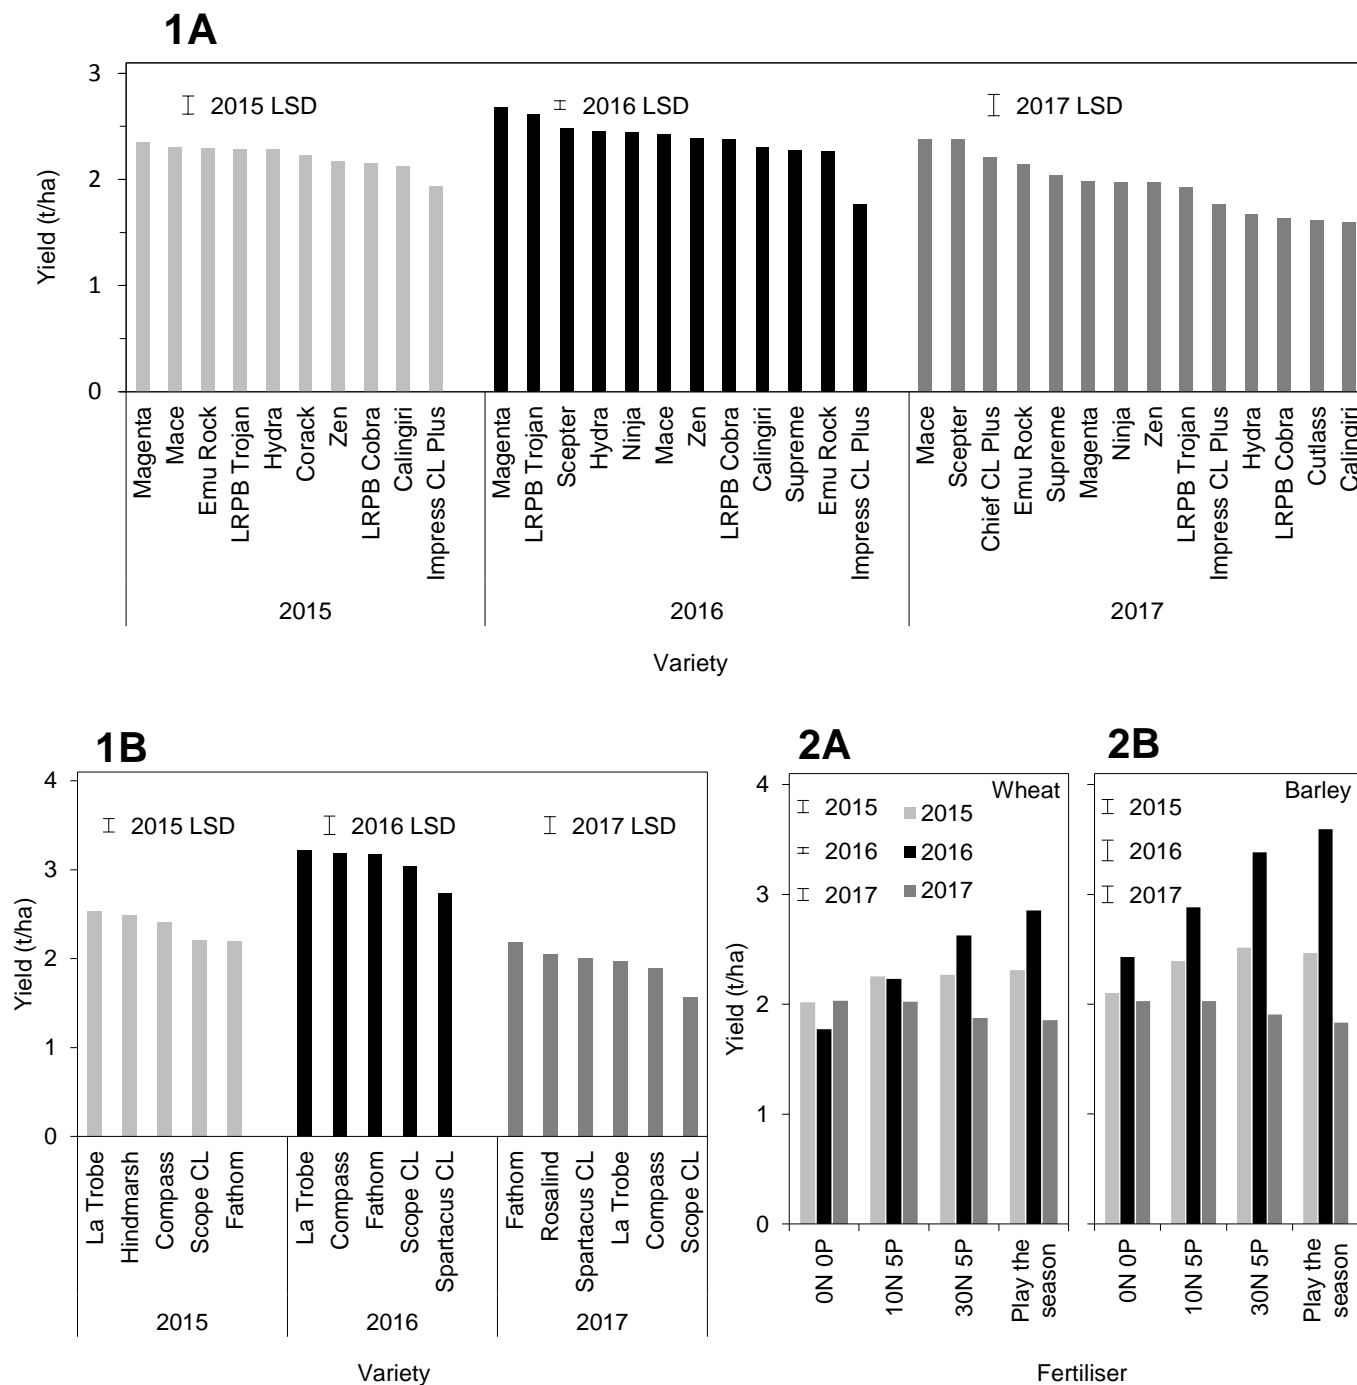 1A
3
2
1
0
Yield (t/ha)
2015 LSD
2016 LSD
2017 LSD
Magenta
Mace
Emu Rock
LRPB Trojan
Hydra
Corack
Zen
LRPB Cobra
Calingiri
Impress CL Plus
Magenta
LRPB Trojan
Scepter
Hydra
Ninja
Mace
Zen
LRPB Cobra
Calingiri
Supreme
Emu Rock
Impress CL Plus
Mace
Scepter
Chief CL Plus
Emu Rock
Supreme
Magenta
Ninja
Zen
LRPB Trojan
Impress CL Plus
Hydra
LRPB Cobra
Cutlass
Calingiri
2015
2016
2017
Variety
1B
4
3
2
1
0
Yield (t/ha)
2015 LSD
2016 LSD
2017 LSD
La Trobe
Hindmarsh
Compass
Scope CL
Fathom
La Trobe
Compass
Fathom
Scope CL
Spartacus CL
Fathom
Rosalind
Spartacus CL
La Trobe
Compass
Scope CL
2015
2016
2017
Variety
2A
4
3
2
1
0
Yield (t/ha)
Wheat
2015
2016
2017
2015
2016
2017
0N 0P
10N 5P
30N 5P
Play the
season
2B
Barley
2015
2016
2017
0N 0P
10N 5P
30N 5P
Play the
season
Fertiliser